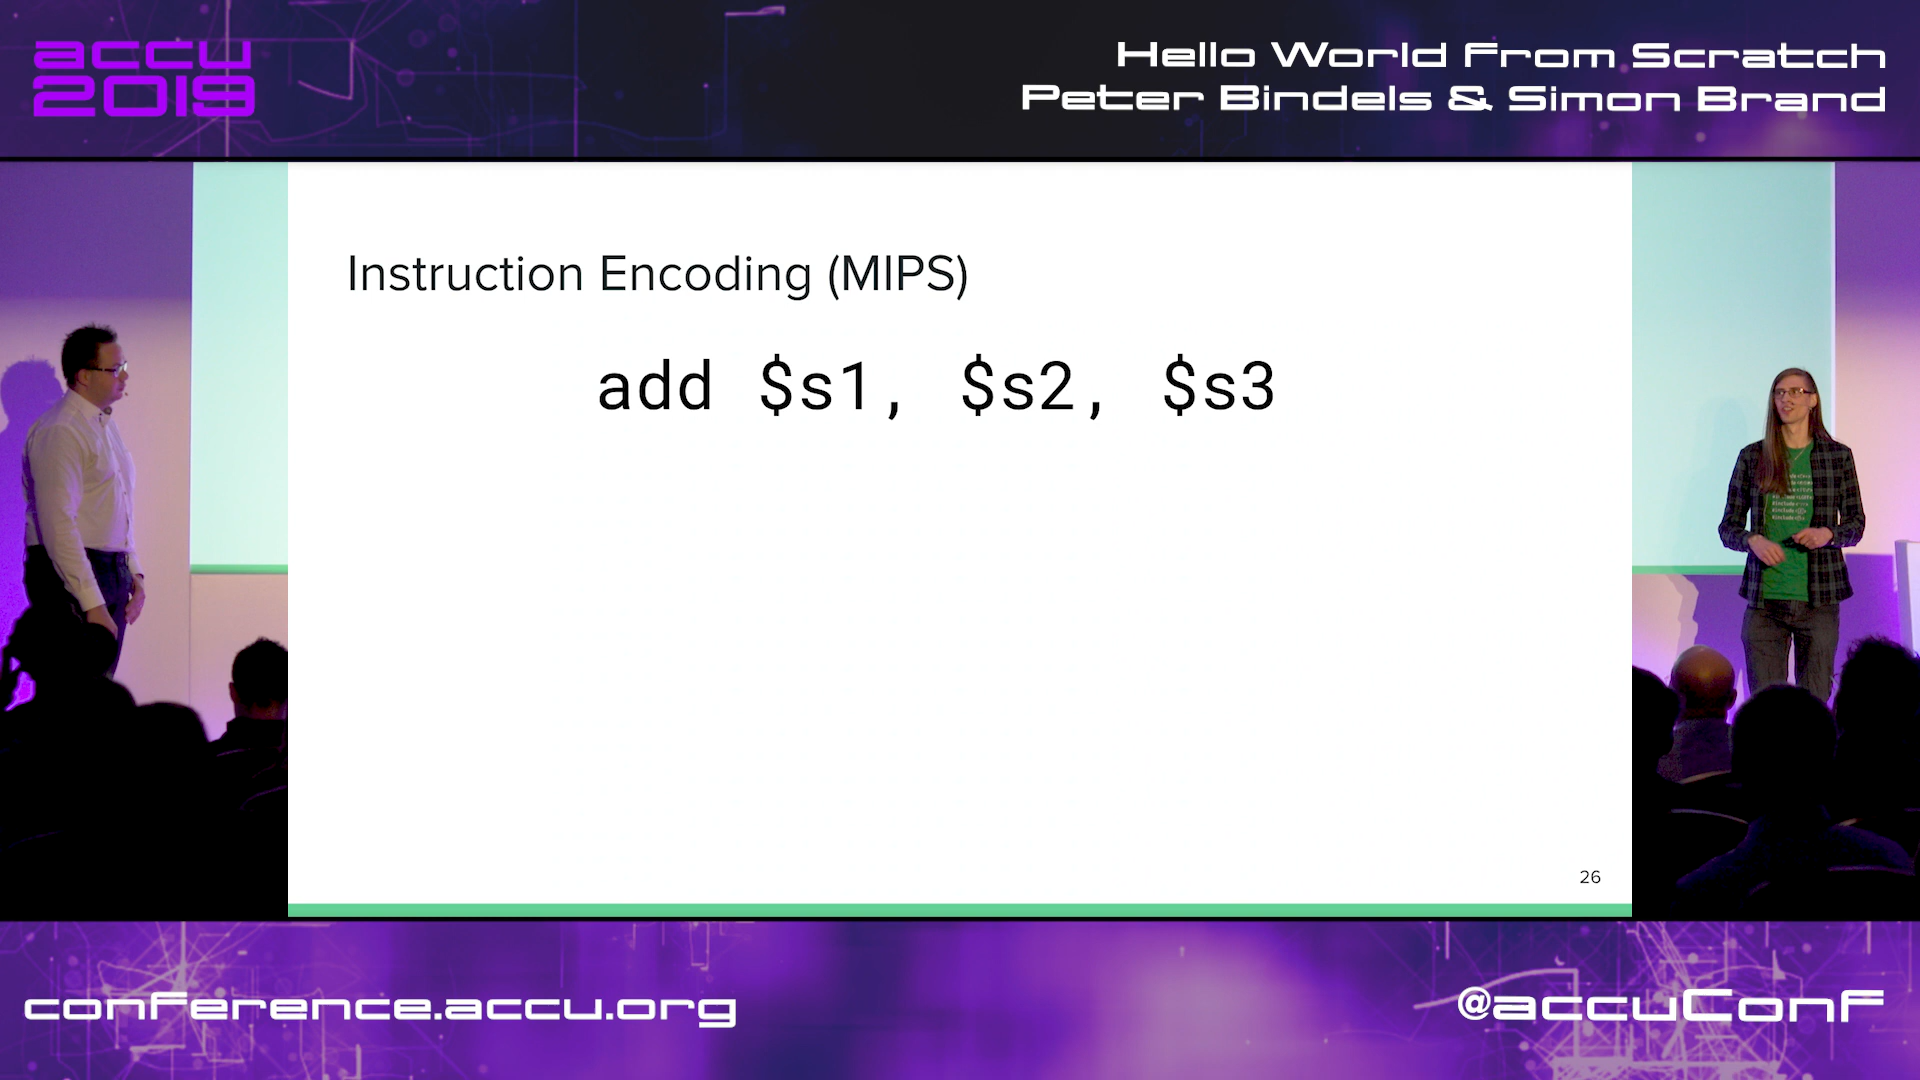 accu
2019
Hello World From Scratch
Peter Bindels & Simon Brand
Instruction Encoding (MIPS)
add $s1, $s2, $s3
26
conference.accu.org
@accuConf